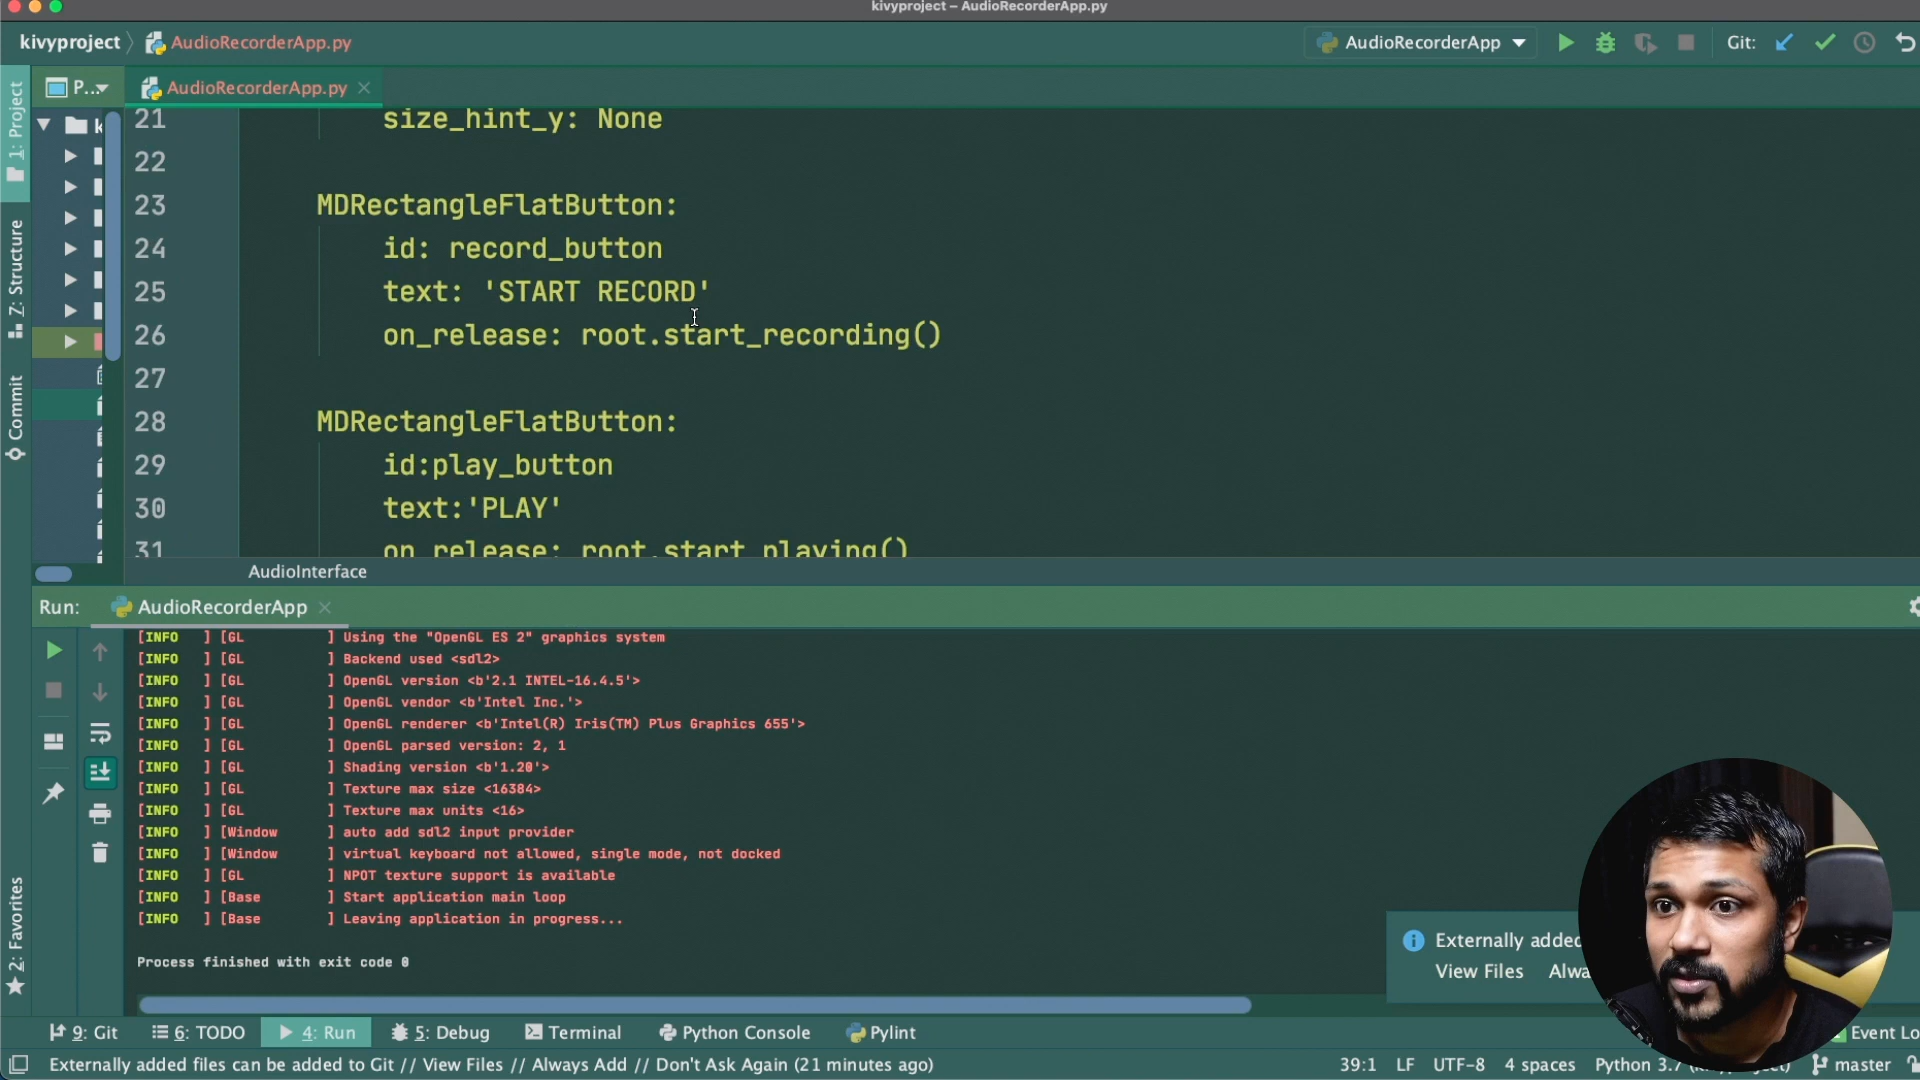 kivyproject – AudioRecorderApp.py
kivyproject AudioRecorderApp.py AudioRecorderApp Git:
P... AudioRecorderApp.py
1: Project
Z: Structure
Commit
2: Favorites
k
21 size_hint_y: None
22
23 MDRectangleFlatButton:
24 id: record_button
25 text: 'START RECORD'
26 on_release: root.start_recording()
27
28 MDRectangleFlatButton:
29 id:play_button
30 text:'PLAY'
31 on_release: root.start_playing()
AudioInterface
Run: AudioRecorderApp
[INFO ] [GL ] Using the "OpenGL ES 2" graphics system
[INFO ] [GL ] Backend used <sdl2>
[INFO ] [GL ] OpenGL version <b'2.1 INTEL-16.4.5'>
[INFO ] [GL ] OpenGL vendor <b'Intel Inc.'>
[INFO ] [GL ] OpenGL renderer <b'Intel(R) Iris(TM) Plus Graphics 655'>
[INFO ] [GL ] OpenGL parsed version: 2, 1
[INFO ] [GL ] Shading version <b'1.20'>
[INFO ] [GL ] Texture max size <16384>
[INFO ] [GL ] Texture max units <16>
[INFO ] [Window ] auto add sdl2 input provider
[INFO ] [Window ] virtual keyboard not allowed, single mode, not docked
[INFO ] [GL ] NPOT texture support is available
[INFO ] [Base ] Start application main loop
[INFO ] [Base ] Leaving application in progress...
Process finished with exit code 0
Externally added
View Files Alwa
9: Git 6: TODO 4: Run 5: Debug Terminal Python Console Pylint Event Lo
Externally added files can be added to Git // View Files // Always Add // Don't Ask Again (21 minutes ago) 39:1 LF UTF-8 4 spaces Python 3.7 master